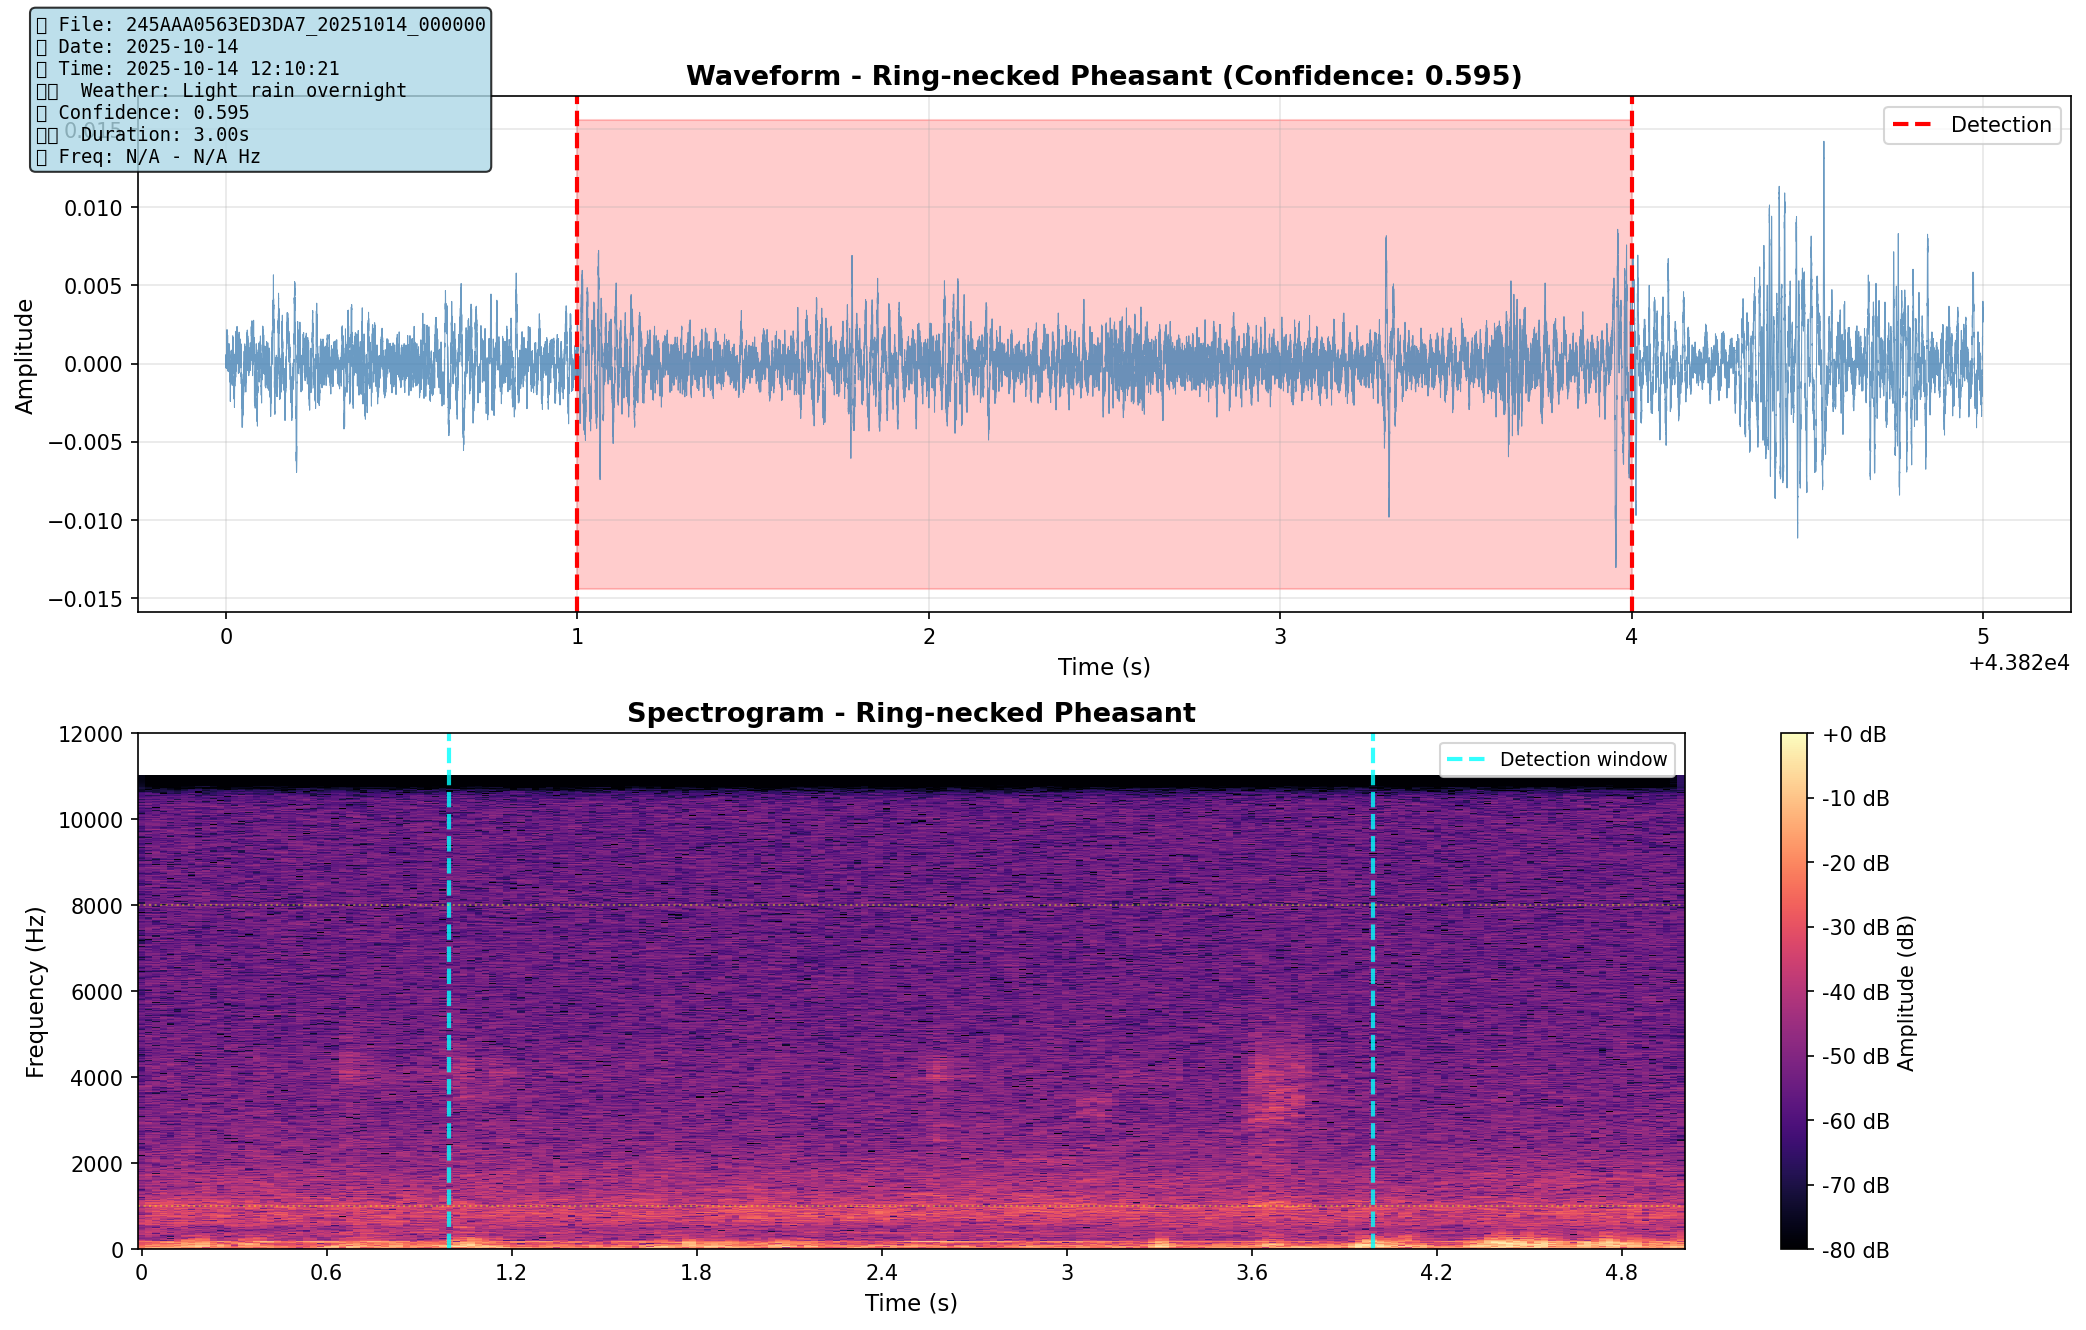 File: 245AAA0563ED3DA7_20251014_000000
Date: 2025-10-14
Time: 2025-10-14 12:10:21
Weather: Light rain overnight
Confidence: 0.595
Duration: 3.00s
Freq: N/A - N/A Hz
Waveform - Ring-necked Pheasant (Confidence: 0.595)
Detection
0.015
0.010
0.005
0.000
−0.005
−0.010
−0.015
Amplitude
0 1 2 3 4 5
Time (s)
+4.382e4
Spectrogram - Ring-necked Pheasant
Detection window
12000
10000
8000
6000
4000
2000
0
Frequency (Hz)
0 0.6 1.2 1.8 2.4 3 3.6 4.2 4.8
Time (s)
+0 dB
-10 dB
-20 dB
-30 dB
-40 dB
-50 dB
-60 dB
-70 dB
-80 dB
Amplitude (dB)